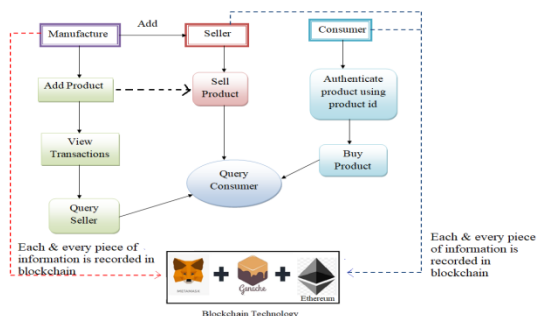 Manufacture
Add
Seller
Consumer
Add Product
Sell
Product
Authenticate
product using
product id
View
Transactions
Buy
Product
Query
Consumer
Query
Seller
Each & every piece of
information is recorded in
blockchain
Each & every piece
of information is
recorded in
blockchain
METAMASK
Ganache
Ethereum
Blockchain Technology